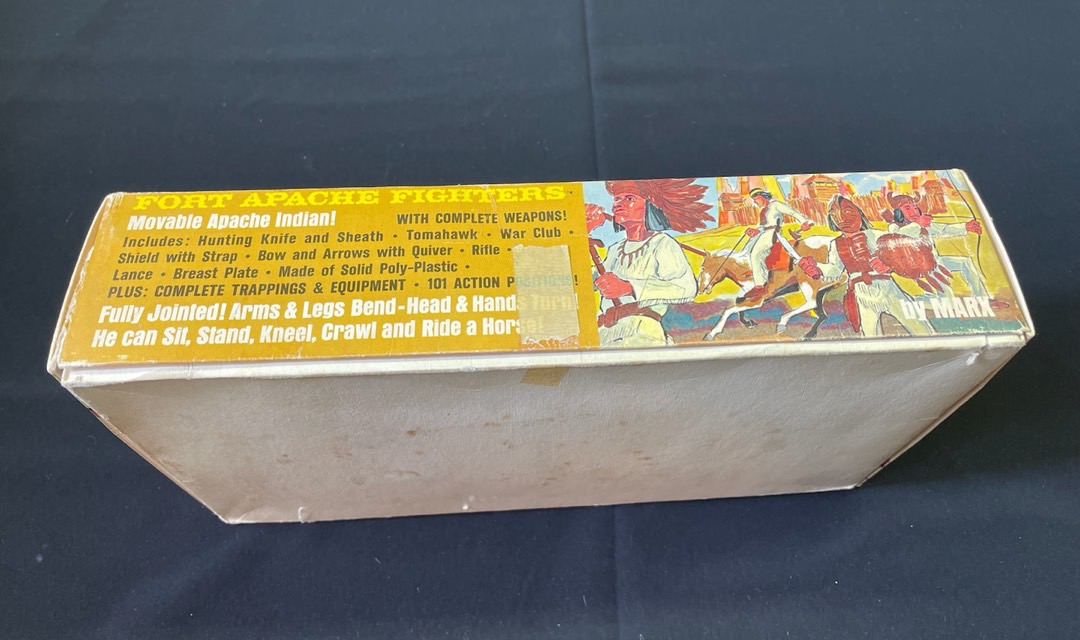 FORT APACHE FIGHTERS
Movable Apache Indian!
WITH COMPLETE WEAPONS!
Includes: Hunting Knife and Sheath • Tomahawk • War Club •
Shield with Strap • Bow and Arrows with Quiver • Rifle •
Lance • Breast Plate • Made of Solid Poly-Plastic •
PLUS: COMPLETE TRAPPINGS & EQUIPMENT • 101 ACTION POSITIONS!
Fully Jointed! Arms & Legs Bend-Head & Hands Turn!
He can Sit, Stand, Kneel, Crawl and Ride a Horse!
by MARX